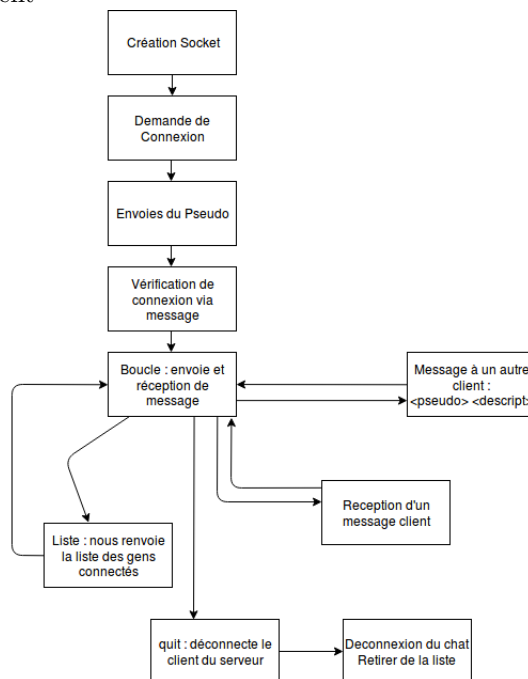 Création Socket
Demande de
Connexion
Envoies du Pseudo
Vérification de
connexion via
message
Boucle : envoie et
réception de
message
Message à un autre
client :
<pseudo> <descript>
Reception d'un
message client
Liste : nous renvoie
la liste des gens
connectés
quit : déconnecte le
client du serveur
Deconnexion du chat
Retirer de la liste